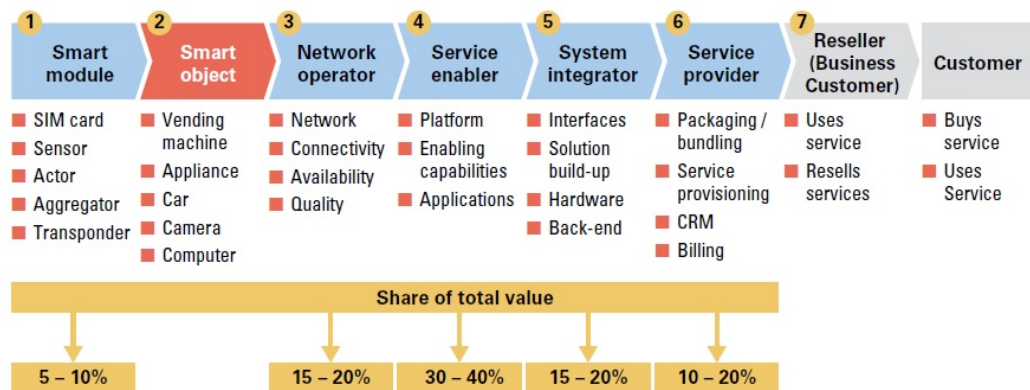 1
Smart
module
2
Smart
object
3
Network
operator
4
Service
enabler
5
System
integrator
6
Service
provider
7
Reseller
(Business
Customer)
Customer
SIM card
Sensor
Actor
Aggregator
Transponder
Vending
machine
Appliance
Car
Camera
Computer
Network
Connectivity
Availability
Quality
Platform
Enabling
capabilities
Applications
Interfaces
Solution
build-up
Hardware
Back-end
Packaging /
bundling
Service
provisioning
CRM
Billing
Uses
service
Resells
services
Buys
service
Uses
Service
Share of total value
5 – 10%
15 – 20%
30 – 40%
15 – 20%
10 – 20%